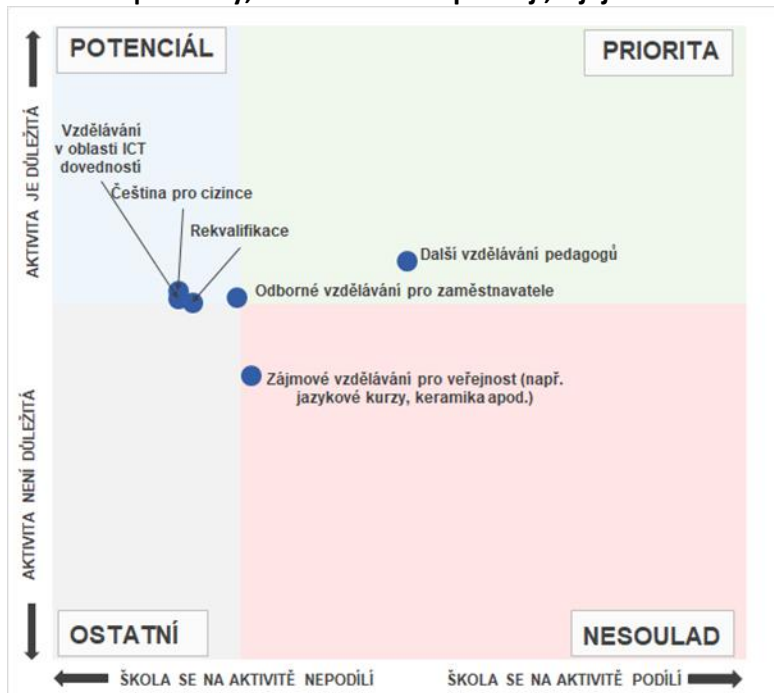 POTENCIÁL
PRIORITA
AKTIVITA JE DŮLEŽITÁ
Vzdělávání
v oblasti ICT
dovedností
Čeština pro cizince
Rekvalifikace
Další vzdělávání pedagogů
Odborné vzdělávání pro zaměstnavatele
Zájmové vzdělávání pro veřejnost (např.
jazykové kurzy, keramika apod.)
AKTIVITA NENÍ DŮLEŽITÁ
OSTATNÍ
NESOULAD
ŠKOLA SE NA AKTIVITĚ NEPODÍLÍ
ŠKOLA SE NA AKTIVITĚ PODÍLÍ